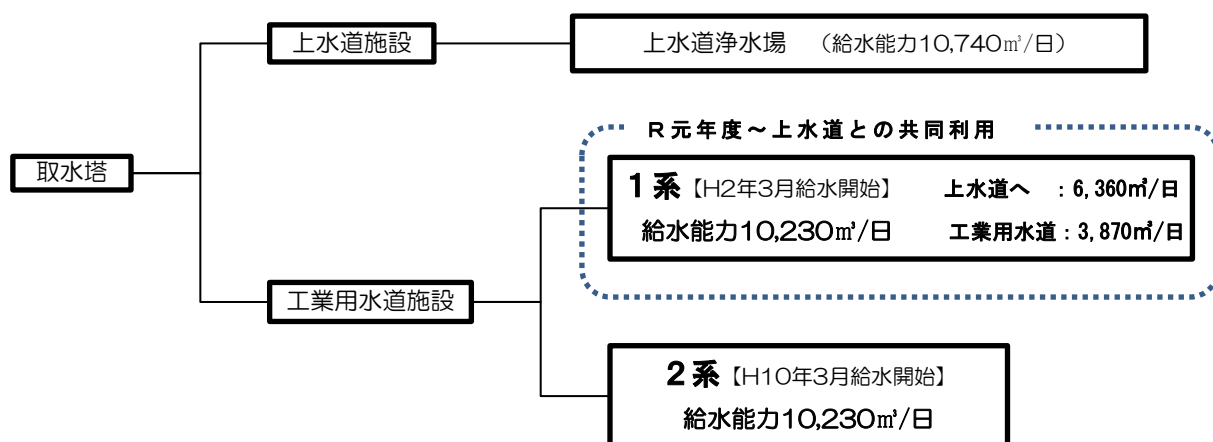 上水道施設
上水道浄水場 （給水能力10,740㎥/日）
R元年度～上水道との共同利用
取水塔
1系【H2年3月給水開始】 上水道へ ：6,360㎥/日
給水能力10,230㎥/日 工業用水道：3,870㎥/日
工業用水道施設
2系【H10年3月給水開始】
給水能力10,230㎥/日